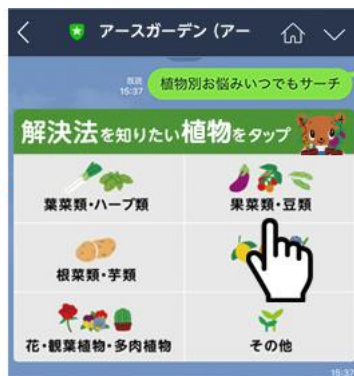 アースガーデン (アー
既読
15:37
植物別お悩みいつでもサーチ
解決法を知りたい植物をタップ
葉菜類・ハーブ類
果菜類・豆類
根菜類・芋類
花・観葉植物・多肉植物
その他
15:37